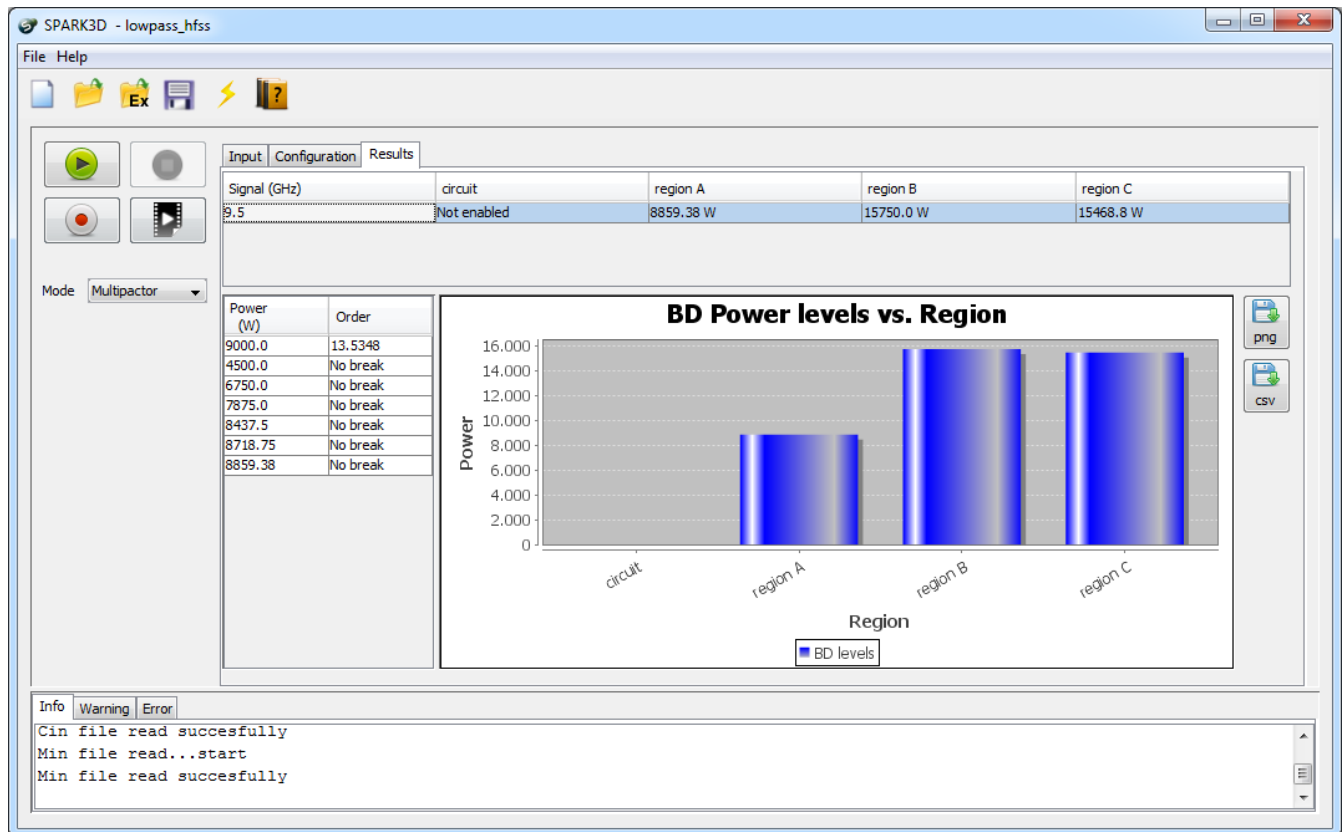 SPARK3D - lowpass_hfss
File Help
Ex
?
Input Configuration Results
Signal (GHz) circuit region A region B region C
9.5 Not enabled 8859.38 W 15750.0 W 15468.8 W
Mode Multipactor
Power (W) Order
9000.0 13.5348
4500.0 No break
6750.0 No break
7875.0 No break
8437.5 No break
8718.75 No break
8859.38 No break
BD Power levels vs. Region
Power
16.000
14.000
12.000
10.000
8.000
6.000
4.000
2.000
0
circuit region A region B region C
Region
BD levels
png
csv
Info Warning Error
Cin file read succesfully
Min file read...start
Min file read succesfully